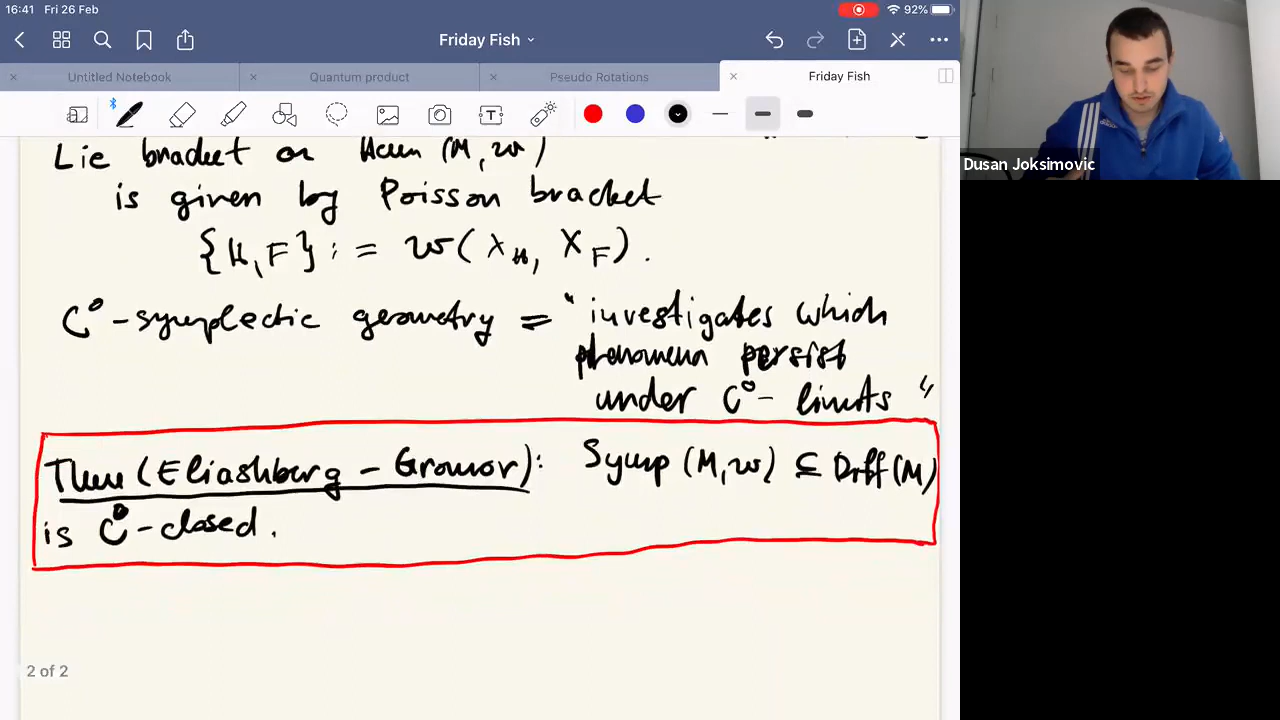 16:41 Fri 26 Feb
92%
Friday Fish
Untitled Notebook
Quantum product
Pseudo Rotations
Friday Fish
Dusan Joksimovic
Lie bracket on Ham (M, ω)
is given by Poisson bracket
{H, F} := ω(X_H, X_F).
C⁰-symplectic geometry = "investigates which
phenomena persist
under C⁰- limits"
Thm (Eliashberg - Gromov): Symp (M, ω) ⊆ Diff (M)
is C⁰-closed.
2 of 2